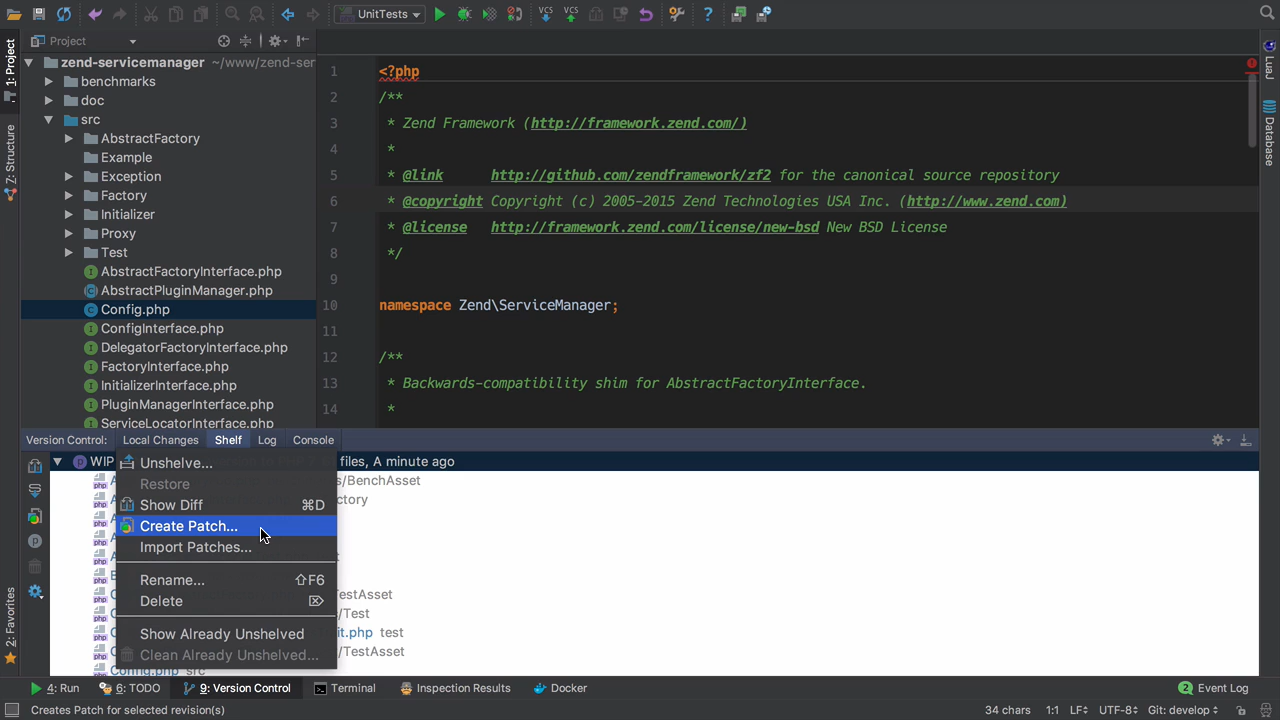 UnitTests
1: Project
Z: Structure
2: Favorites
Project
zend-servicemanager ~/www/zend-ser
benchmarks
doc
src
AbstractFactory
Example
Exception
Factory
Initializer
Proxy
Test
AbstractFactoryInterface.php
AbstractPluginManager.php
Config.php
ConfigInterface.php
DelegatorFactoryInterface.php
FactoryInterface.php
InitializerInterface.php
PluginManagerInterface.php
ServiceLocatorInterface.php
1 <?php
2 /**
3 * Zend Framework (http://framework.zend.com/)
4 *
5 * @link http://github.com/zendframework/zf2 for the canonical source repository
6 * @copyright Copyright (c) 2005-2015 Zend Technologies USA Inc. (http://www.zend.com)
7 * @license http://framework.zend.com/license/new-bsd New BSD License
8 */
9
10 namespace Zend\ServiceManager;
11
12 /**
13 * Backwards-compatibility shim for AbstractFactoryInterface.
14 *
LuaJ
Database
Version Control: Local Changes Shelf Log Console
WIP files, A minute ago
s/BenchAsset
ctory
TestAsset
/Test
it.php test
/TestAsset
Config.php src
Unshelve...
Restore
Show Diff ⌘D
Create Patch...
Import Patches...
Rename... ⇧F6
Delete ⌦
Show Already Unshelved
Clean Already Unshelved...
4: Run 6: TODO 9: Version Control Terminal Inspection Results Docker 2 Event Log
Creates Patch for selected revision(s) 34 chars 1:1 LF÷ UTF-8÷ Git: develop÷